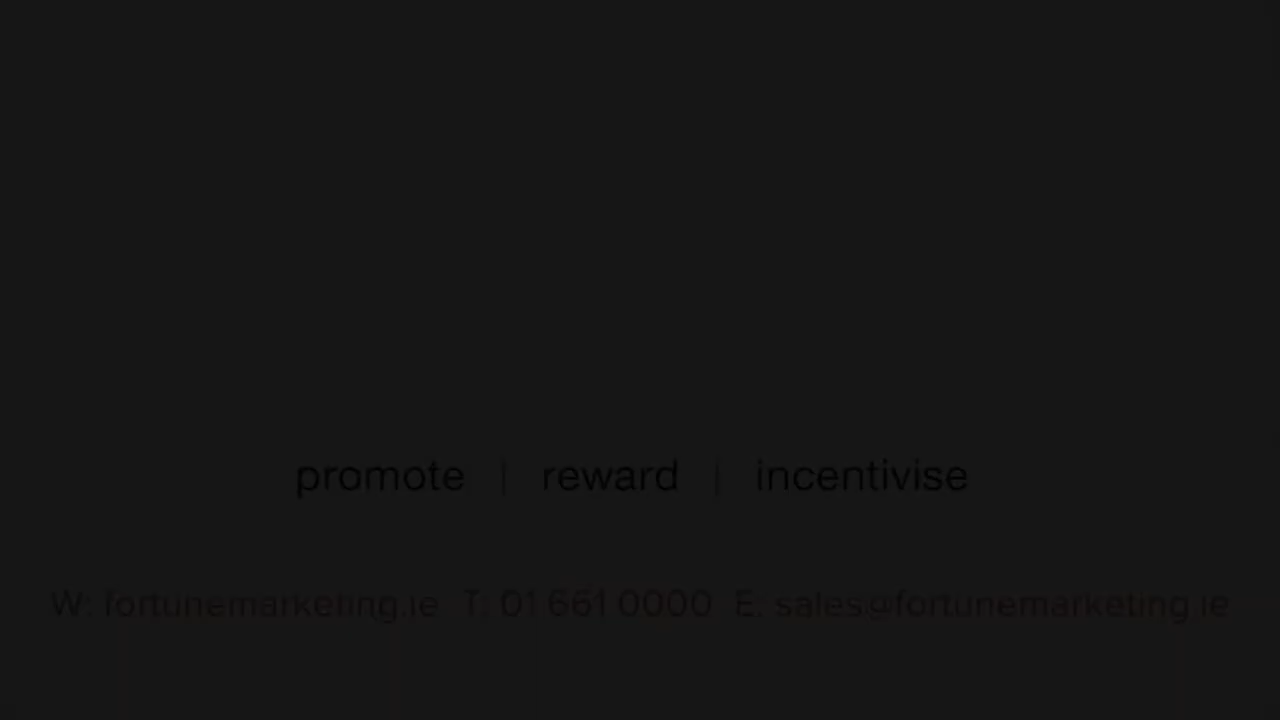 promote | reward | incentivise
W: fortunemarketing.ie T: 01 661 0000 E: sales@fortunemarketing.ie